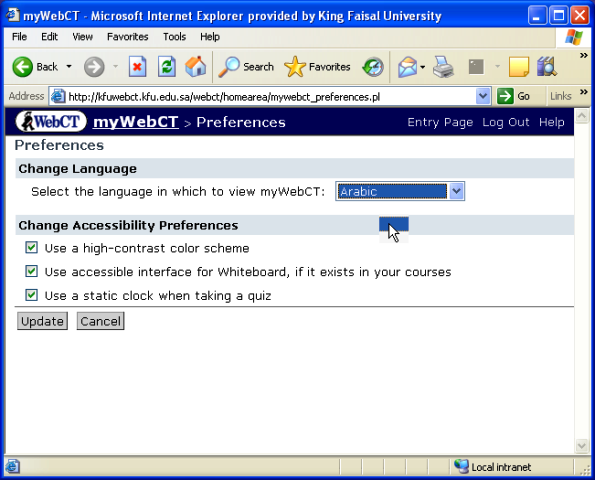 myWebCT - Microsoft Internet Explorer provided by King Faisal University
File Edit View Favorites Tools Help
Back Search Favorites »
Address http://kfuwebct.kfu.edu.sa/webct/homearea/mywebct_preferences.pl Go Links »
WebCT myWebCT > Preferences Entry Page Log Out Help
Preferences
Change Language
Select the language in which to view myWebCT: Arabic
Change Accessibility Preferences
Use a high-contrast color scheme
Use accessible interface for Whiteboard, if it exists in your courses
Use a static clock when taking a quiz
Update Cancel
Local intranet